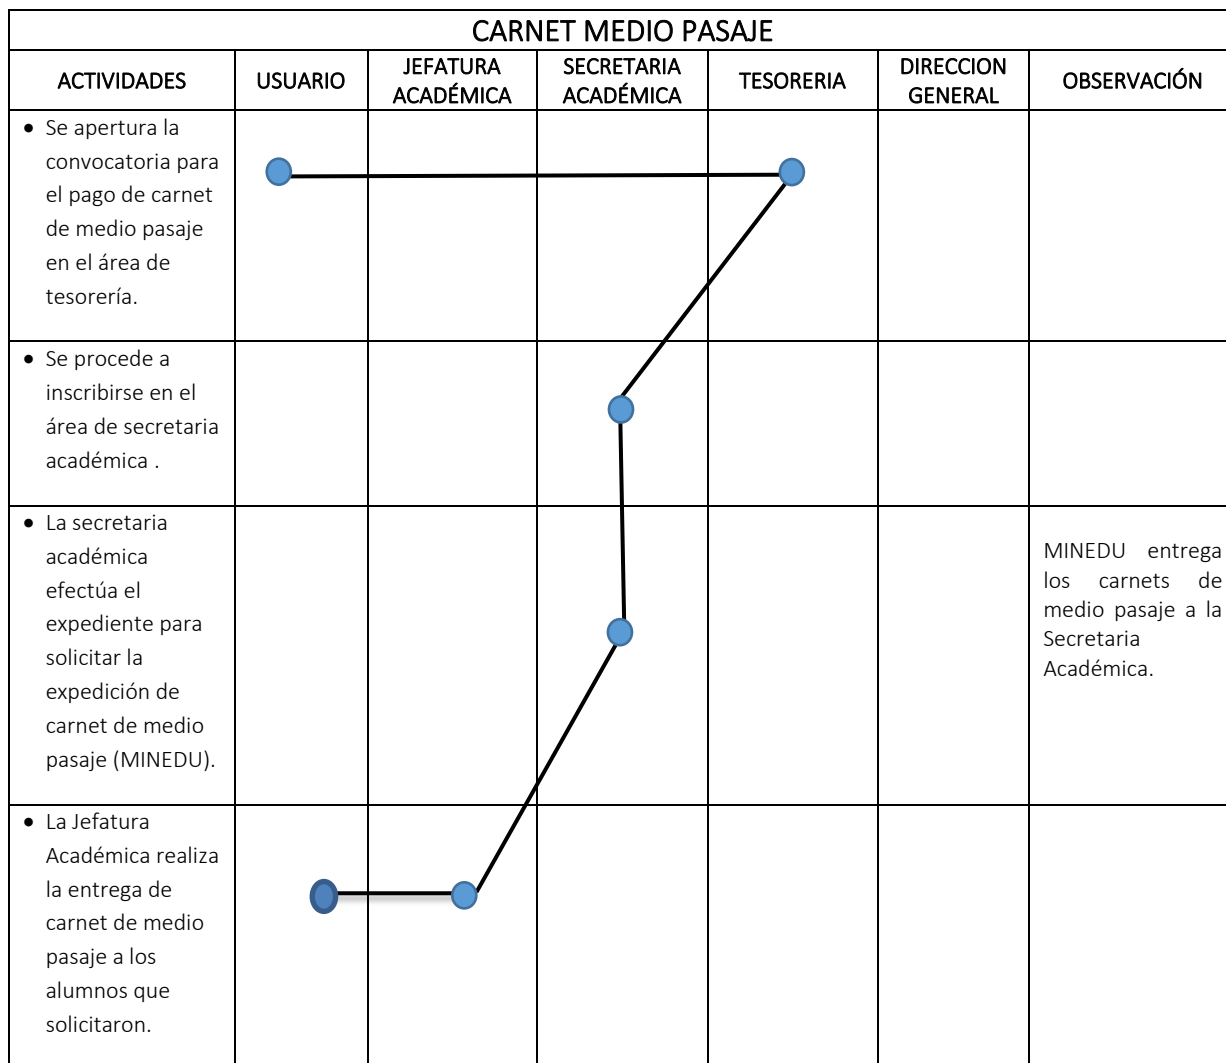 CARNET MEDIO PASAJE
ACTIVIDADES
USUARIO
JEFATURA
ACADÉMICA
SECRETARIA
ACADÉMICA
TESORERIA
DIRECCION
GENERAL
OBSERVACIÓN
• Se apertura la
convocatoria para
el pago de carnet
de medio pasaje
en el área de
tesorería.
• Se procede a
inscribirse en el
área de secretaria
académica .
• La secretaria
académica
efectúa el
expediente para
solicitar la
expedición de
carnet de medio
pasaje (MINEDU).
MINEDU entrega
los carnets de
medio pasaje a la
Secretaria
Académica.
• La Jefatura
Académica realiza
la entrega de
carnet de medio
pasaje a los
alumnos que
solicitaron.